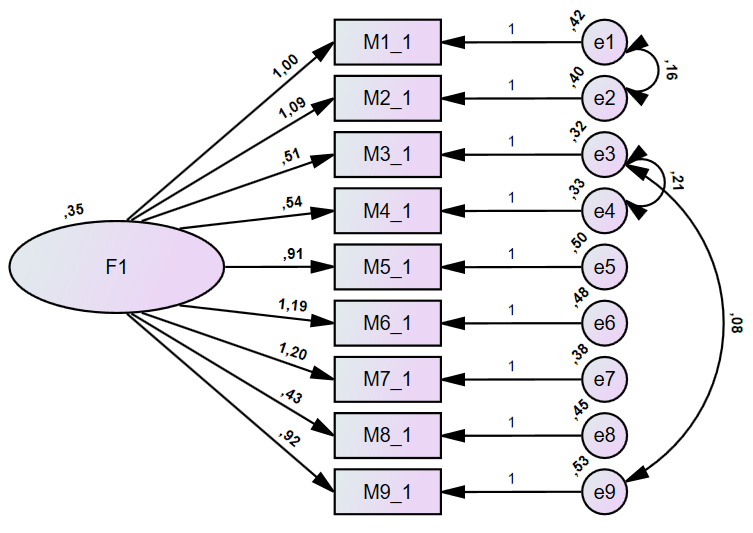 M1_1
M2_1
M3_1
M4_1
M5_1
M6_1
M7_1
M8_1
M9_1
F1
,35
1,00
1,09
,51
,54
,91
1,19
1,20
,43
,92
1
1
1
1
1
1
1
1
1
e1
e2
e3
e4
e5
e6
e7
e8
e9
,42
,40
,32
,33
,50
,48
,38
,45
,53
,16
,21
,08